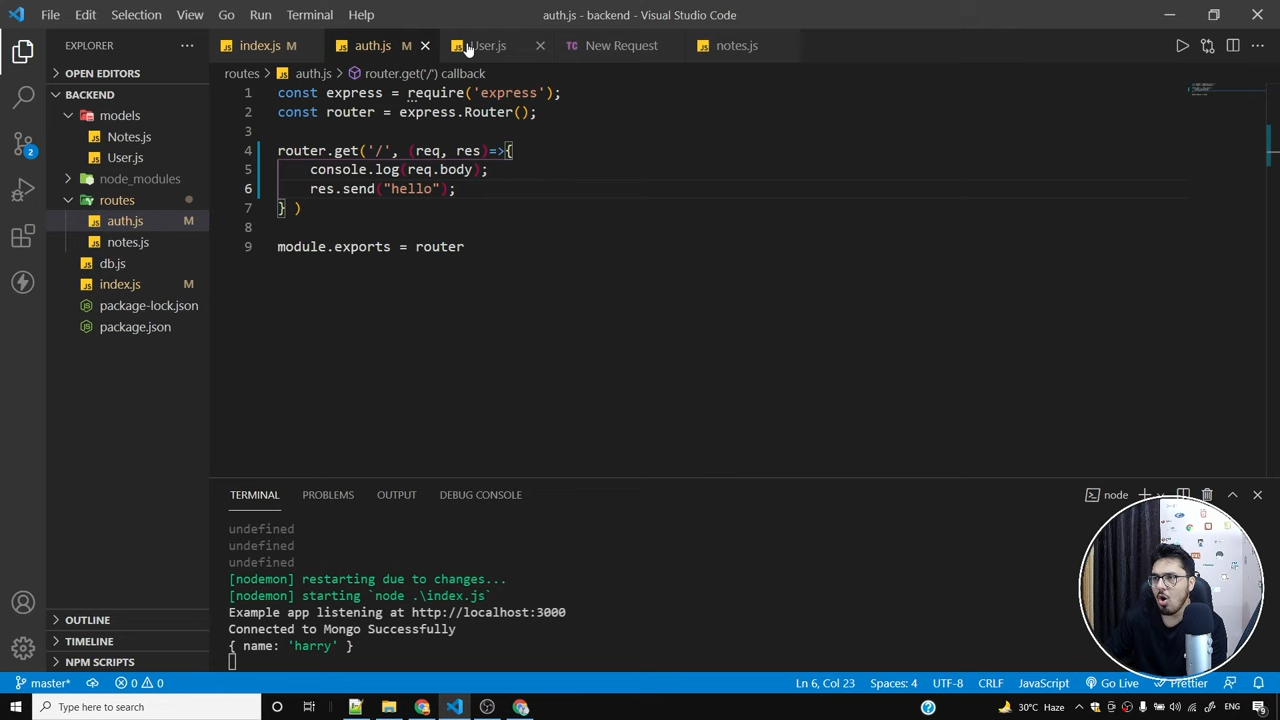 File Edit Selection View Go Run Terminal Help auth.js - backend - Visual Studio Code
EXPLORER
index.js M auth.js M User.js New Request notes.js
OPEN EDITORS
BACKEND
models
Notes.js
User.js
node_modules
routes
auth.js M
notes.js
db.js
index.js M
package-lock.json
package.json
OUTLINE
TIMELINE
NPM SCRIPTS
2
routes > auth.js > router.get('/') callback
1 const express = require('express');
2 const router = express.Router();
3
4 router.get('/', (req, res)=>{
5 console.log(req.body);
6 res.send("hello");
7 } )
8
9 module.exports = router
TERMINAL PROBLEMS OUTPUT DEBUG CONSOLE node
undefined
undefined
undefined
[nodemon] restarting due to changes...
[nodemon] starting `node .\index.js`
Example app listening at http://localhost:3000
Connected to Mongo Successfully
{ name: 'harry' }
master* 0 0 Ln 6, Col 23 Spaces: 4 UTF-8 CRLF JavaScript Go Live Prettier
Type here to search 30°C Haze ENG